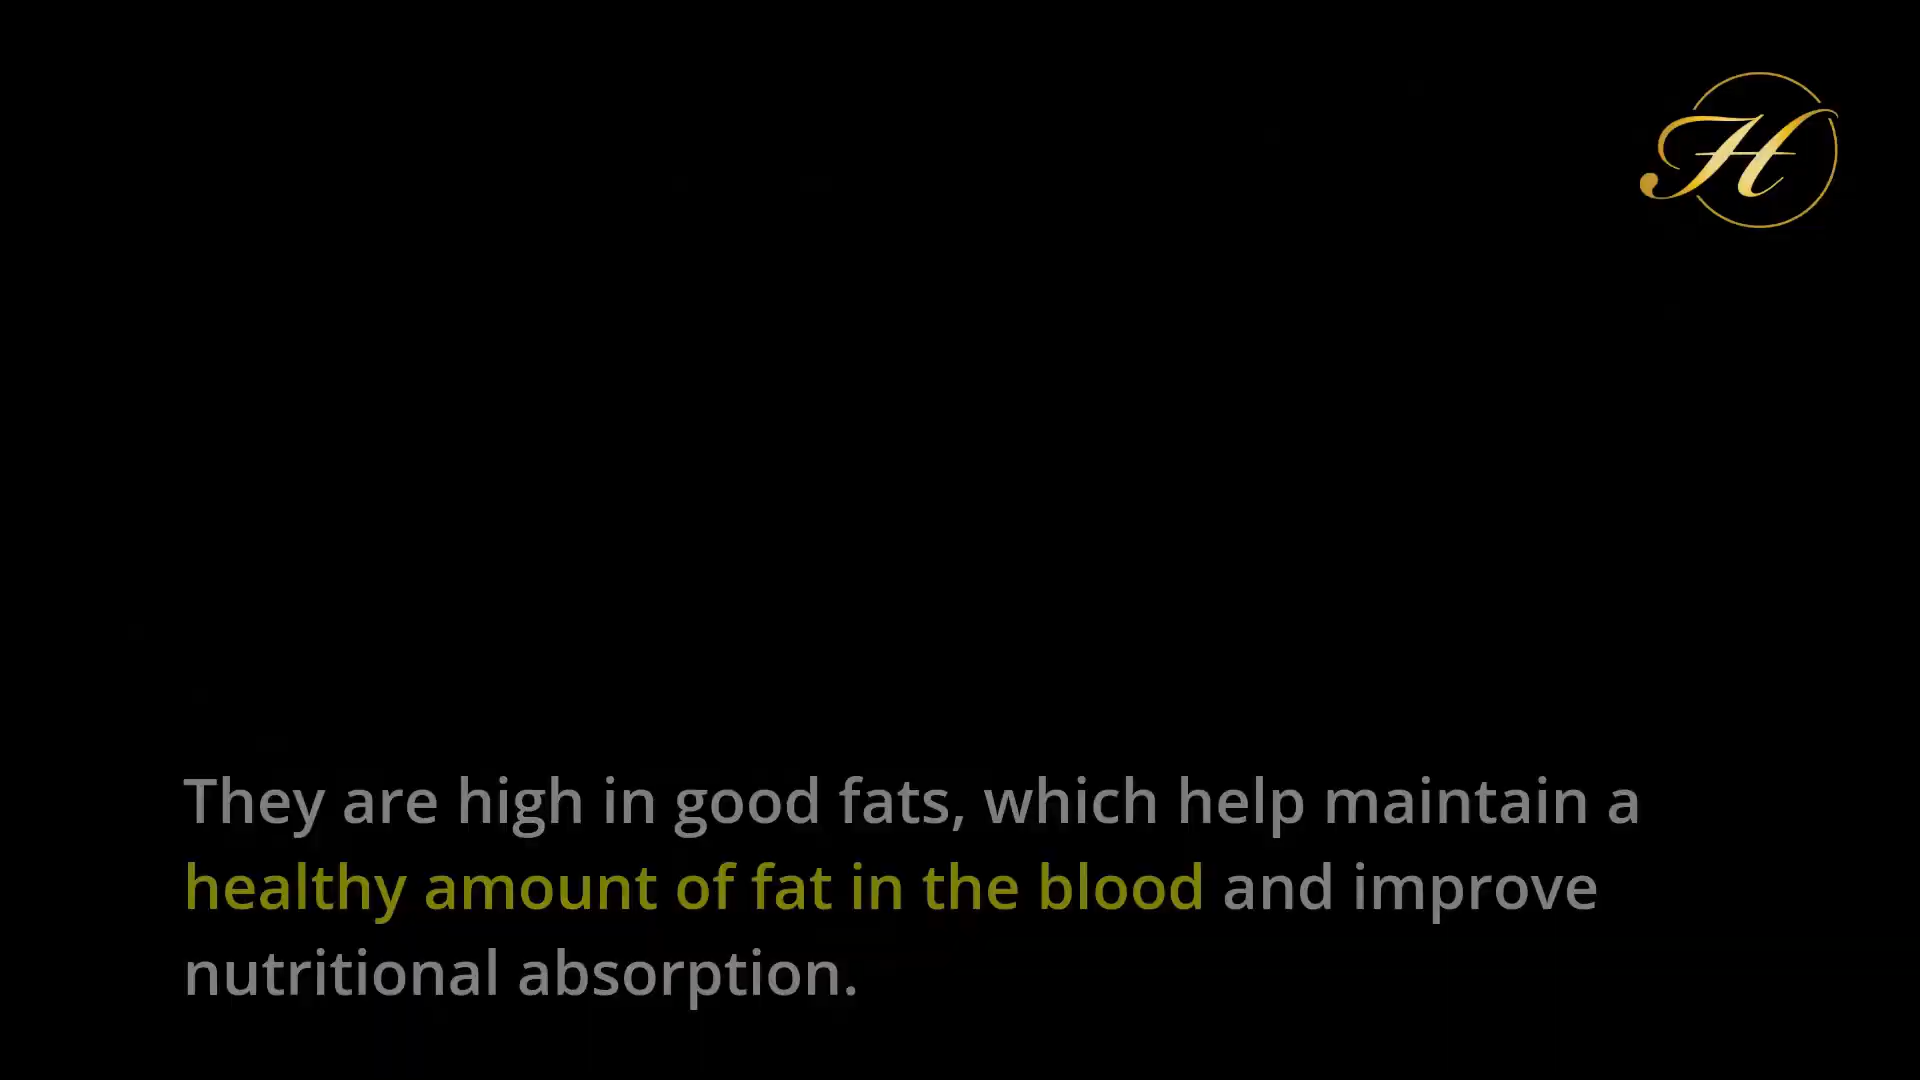 H
They are high in good fats, which help maintain a
healthy amount of fat in the blood and improve
nutritional absorption.